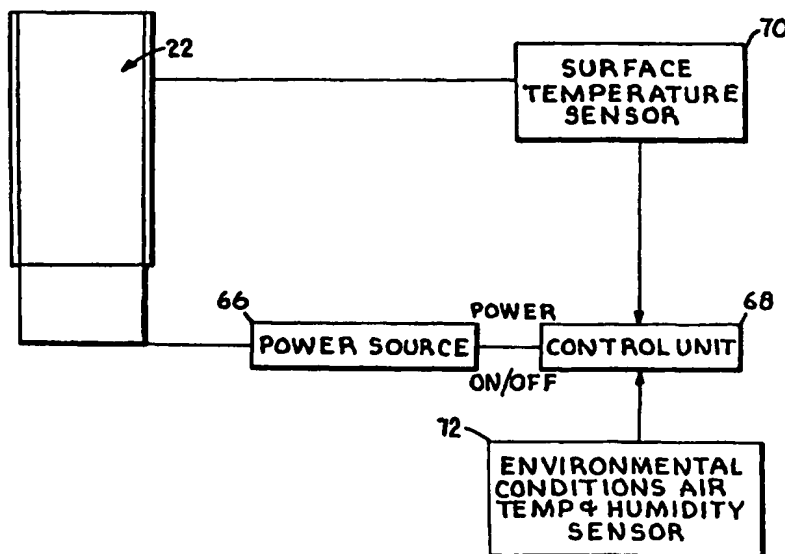 22
70
SURFACE
TEMPERATURE
SENSOR
66
POWER SOURCE
POWER
ON/OFF
68
CONTROL UNIT
72
ENVIRONMENTAL
CONDITIONS AIR
TEMP & HUMIDITY
SENSOR